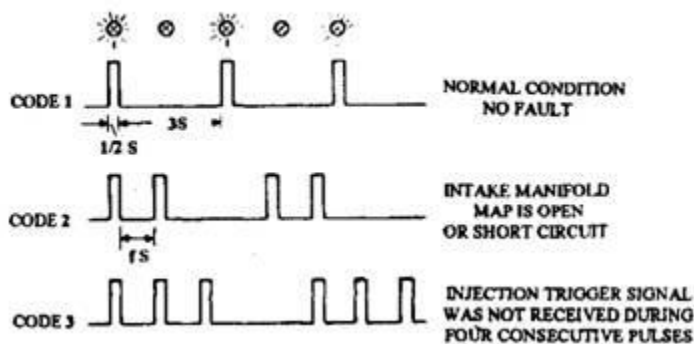 CODE 1
1/2 S
3S
NORMAL CONDITION
NO FAULT
CODE 2
1 S
INTAKE MANIFOLD
MAP IS OPEN
OR SHORT CIRCUIT
CODE 3
INJECTION TRIGGER SIGNAL
WAS NOT RECEIVED DURING
FOUR CONSECUTIVE PULSES